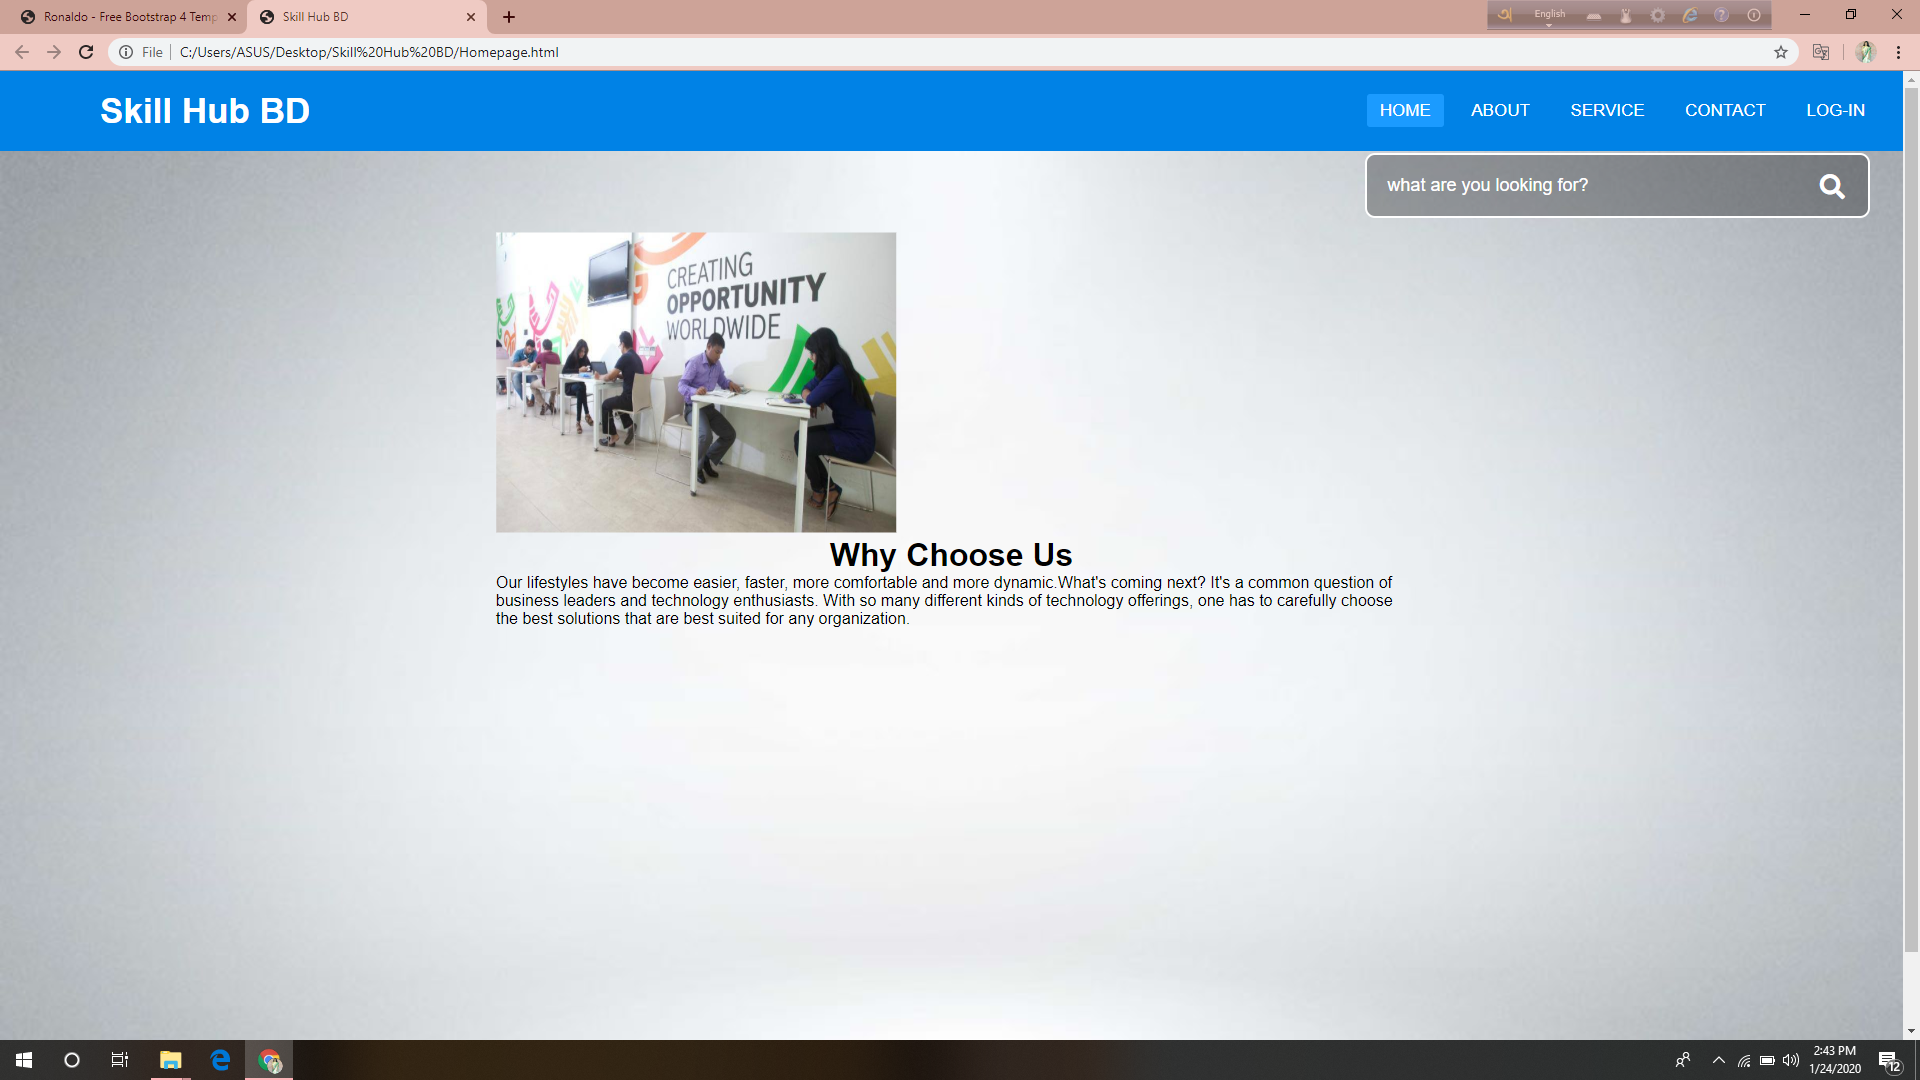 Ronaldo - Free Bootstrap 4 Temp
Skill Hub BD
English
File
C:/Users/ASUS/Desktop/Skill%20Hub%20BD/Homepage.html
Skill Hub BD
HOME
ABOUT
SERVICE
CONTACT
LOG-IN
what are you looking for?
CREATING
OPPORTUNITY
WORLDWIDE
Why Choose Us
Our lifestyles have become easier, faster, more comfortable and more dynamic.What's coming next? It's a common question of
business leaders and technology enthusiasts. With so many different kinds of technology offerings, one has to carefully choose
the best solutions that are best suited for any organization.
2:43 PM
1/24/2020
12